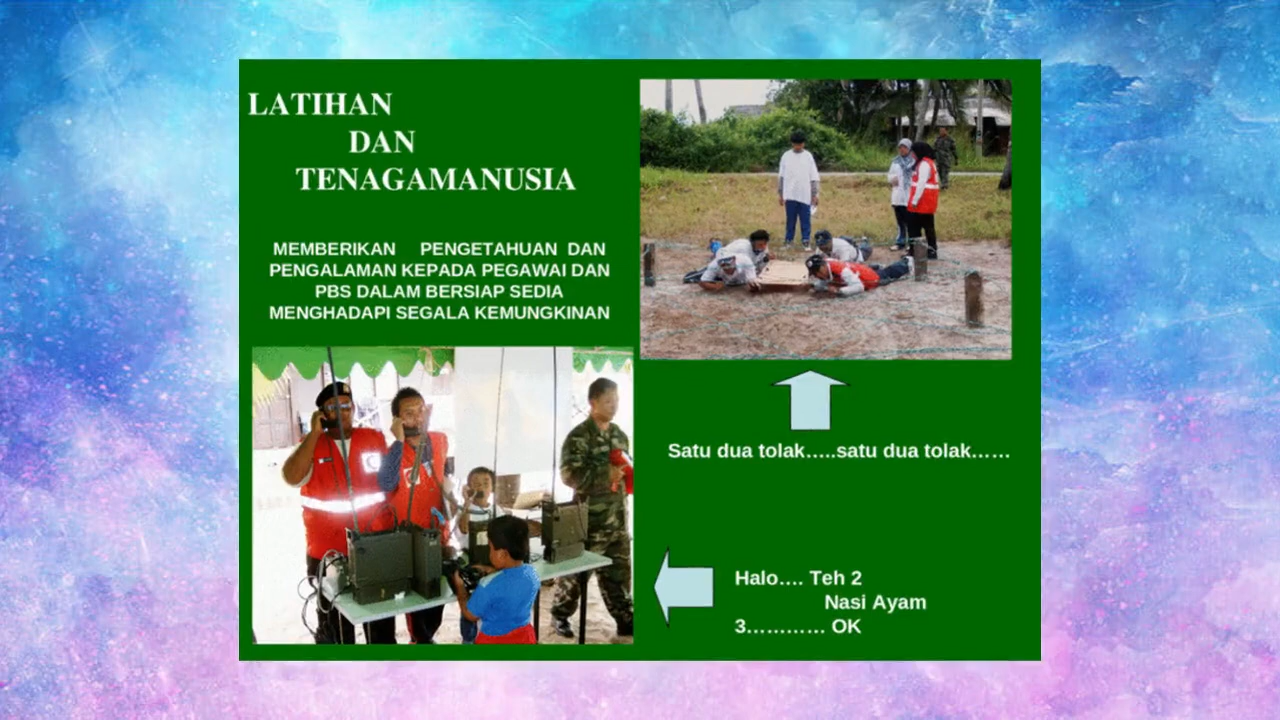 LATIHAN
DAN
TENAGAMANUSIA
MEMBERIKAN PENGETAHUAN DAN
PENGALAMAN KEPADA PEGAWAI DAN
PBS DALAM BERSIAP SEDIA
MENGHADAPI SEGALA KEMUNGKINAN
Satu dua tolak…..satu dua tolak……
Halo…. Teh 2
Nasi Ayam
3………… OK